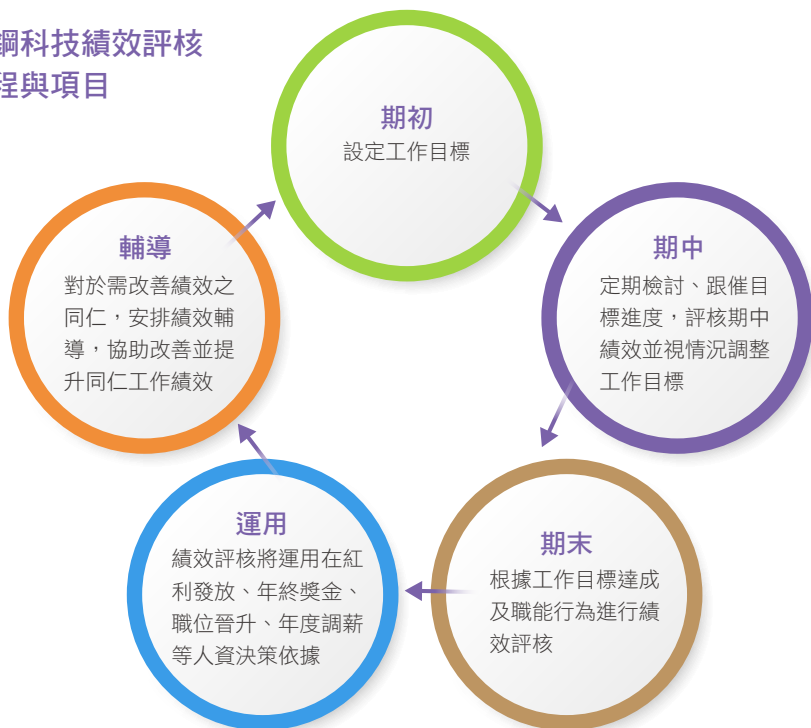 鋼科技績效評核
程與項目
期初
設定工作目標
期中
定期檢討、跟催目
標進度，評核期中
績效並視情況調整
工作目標
期末
根據工作目標達成
及職能行為進行績
效評核
運用
績效評核將運用在紅
利發放、年終獎金、
職位晉升、年度調薪
等人資決策依據
輔導
對於需改善績效之
同仁，安排績效輔
導，協助改善並提
升同仁工作績效